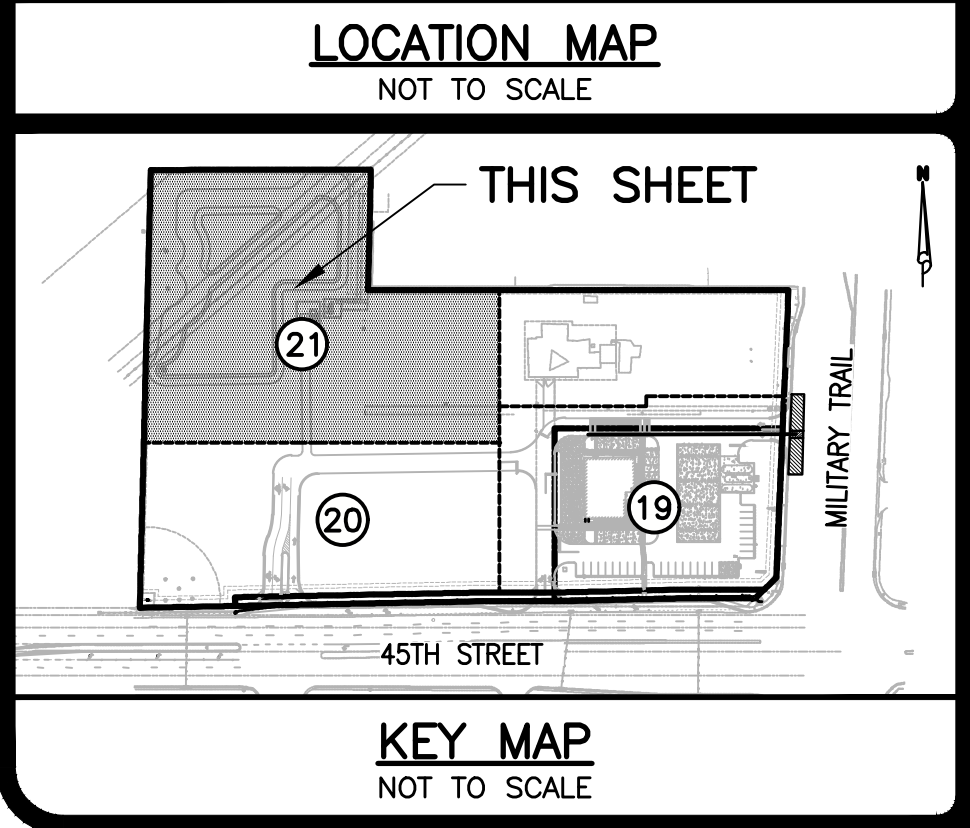 LOCATION MAP
NOT TO SCALE
THIS SHEET
N
21
MILITARY TRAIL
20
19
45TH STREET
KEY MAP
NOT TO SCALE